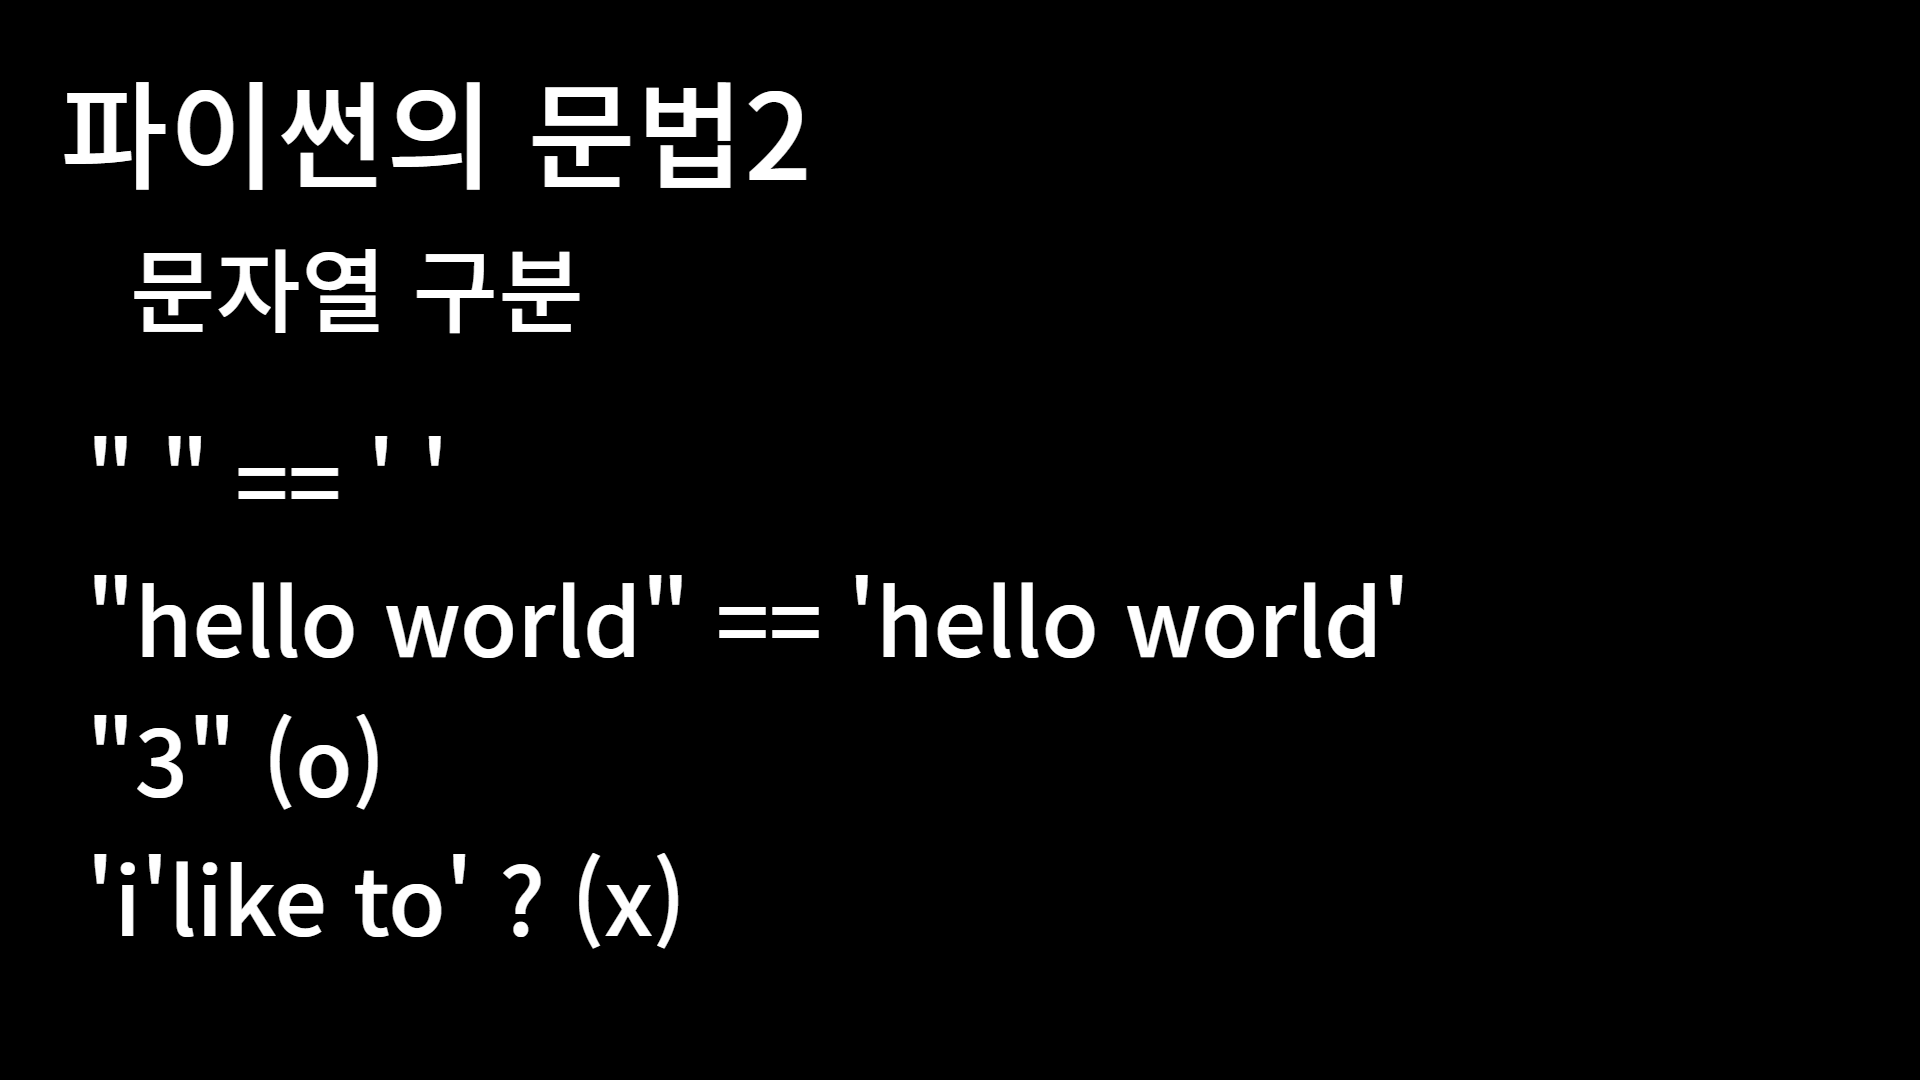 파이썬의 문법2
문자열 구분
" " == ' '
"hello world" == 'hello world'
"3" (o)
'i'like to' ? (x)